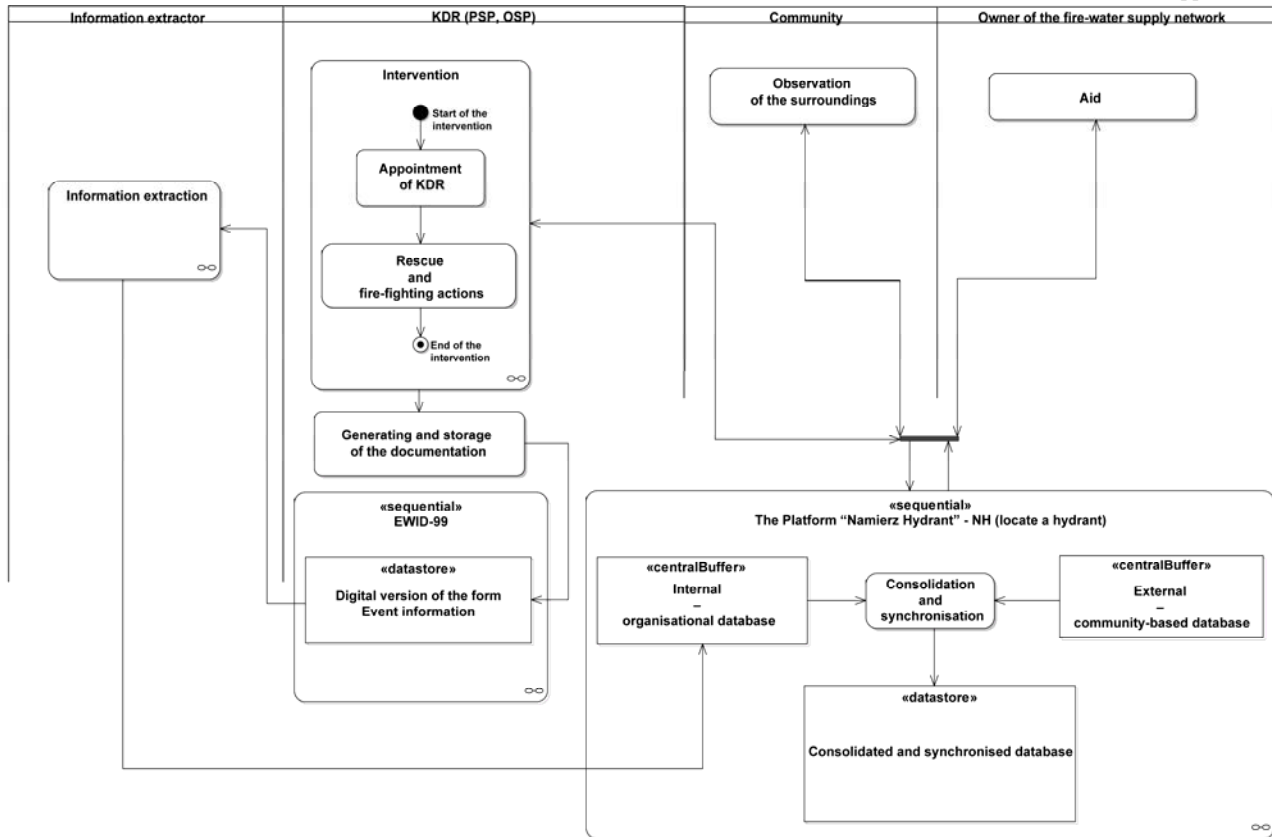 Information extractor
KDR (PSP, OSP)
Community
Owner of the fire-water supply network
Intervention
Start of the
intervention
Appointment
of KDR
Rescue
and
fire-fighting actions
End of the
intervention
Observation
of the surroundings
Aid
Information extraction
Generating and storage
of the documentation
«sequential»
EWID-99
«datastore»
Digital version of the form
Event information
«sequential»
The Platform “Namierz Hydrant” - NH (locate a hydrant)
«centralBuffer»
Internal
–
organisational database
Consolidation
and
synchronisation
«centralBuffer»
External
–
community-based database
«datastore»
Consolidated and synchronised database